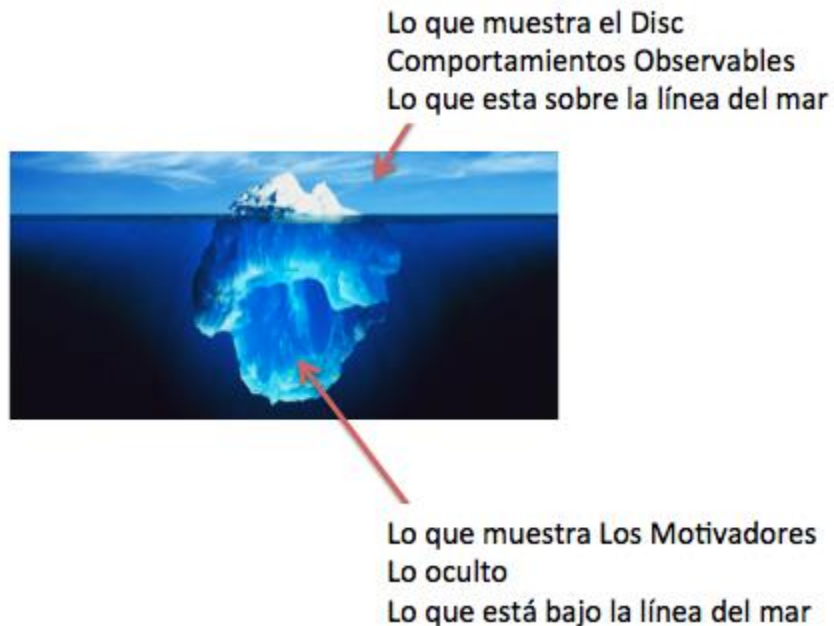 Lo que muestra el Disc
Comportamientos Observables
Lo que esta sobre la línea del mar
Lo que muestra Los Motivadores
Lo oculto
Lo que está bajo la línea del mar